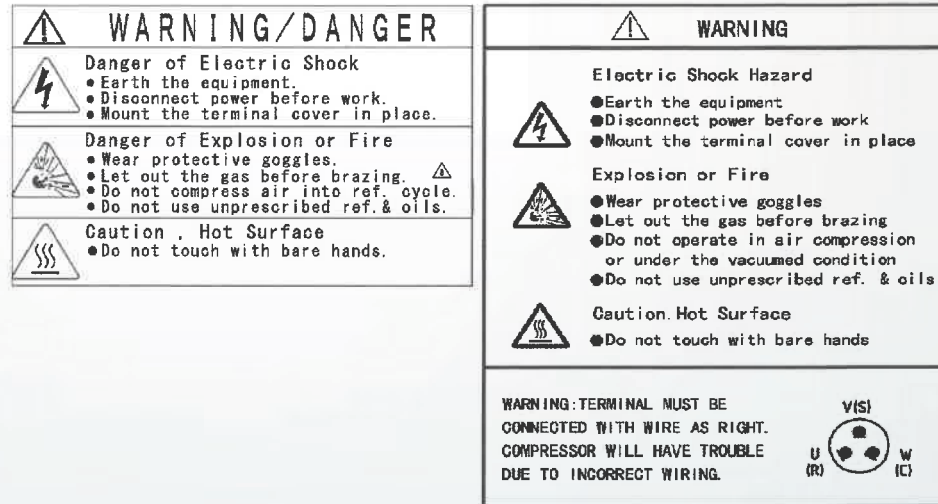 WARNING/DANGER
Danger of Electric Shock
● Earth the equipment.
● Disconnect power before work.
● Mount the terminal cover in place.
Danger of Explosion or Fire
● Wear protective goggles.
● Let out the gas before brazing.
● Do not compress air into ref. cycle.
● Do not use unprescribed ref.& oils.
Caution , Hot Surface
● Do not touch with bare hands.
WARNING
Electric Shock Hazard
●Earth the equipment
●Disconnect power before work
●Mount the terminal cover in place
Explosion or Fire
●Wear protective goggles
●Let out the gas before brazing
●Do not operate in air compression
or under the vacuumed condition
●Do not use unprescribed ref. & oils
Caution.Hot Surface
●Do not touch with bare hands
WARNING:TERMINAL MUST BE
CONNECTED WITH WIRE AS RIGHT.
COMPRESSOR WILL HAVE TROUBLE
DUE TO INCORRECT WIRING.
V(S)
U
(R)
W
(C)